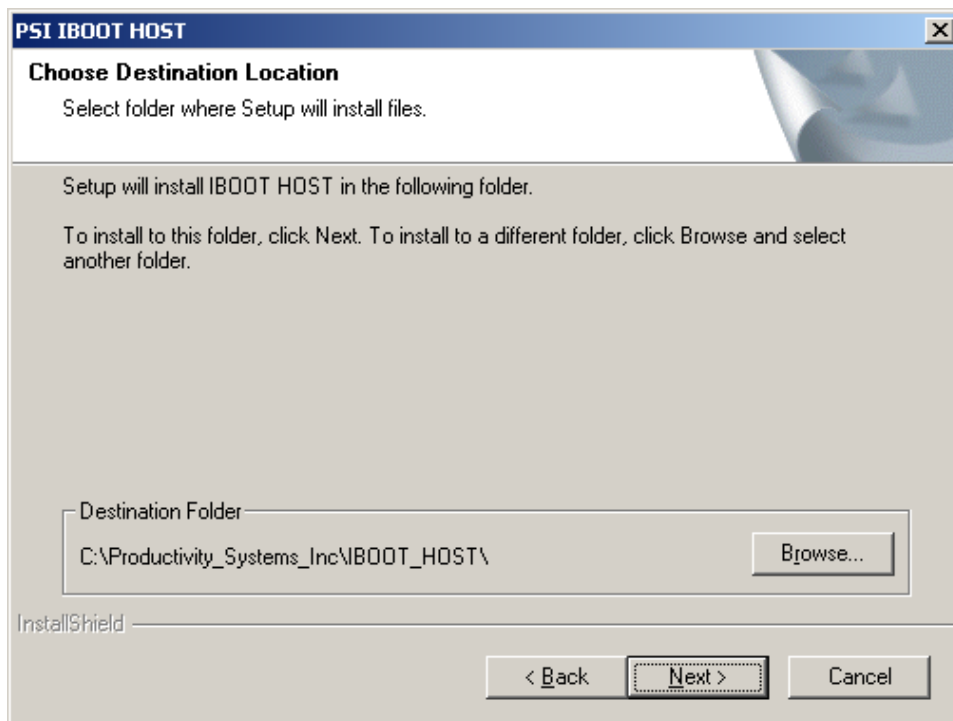 PSI IBOOT HOST
Choose Destination Location
Select folder where Setup will install files.
Setup will install IBOOT HOST in the following folder.
To install to this folder, click Next. To install to a different folder, click Browse and select
another folder.
Destination Folder
C:\Productivity_Systems_Inc\IBOOT_HOST\
Browse...
InstallShield
< Back
Next >
Cancel